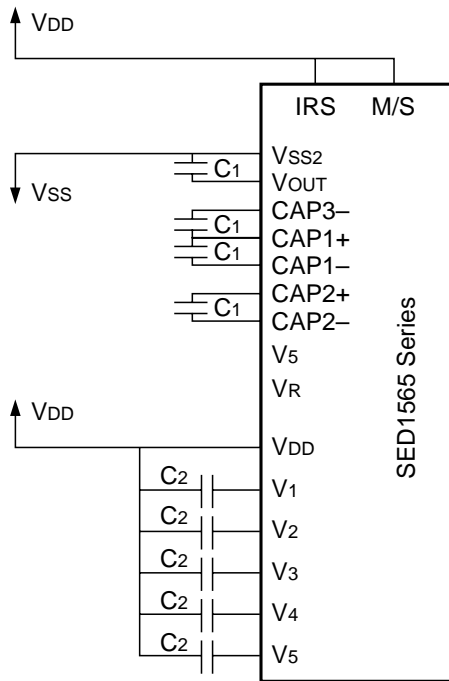 VDD
IRS M/S
VSS2
C1
VOUT
VSS
CAP3–
C1
CAP1+
C1
CAP1–
CAP2+
C1
CAP2–
V5
VR
SED1565 Series
VDD
VDD
C2
V1
C2
V2
C2
V3
C2
V4
C2
V5